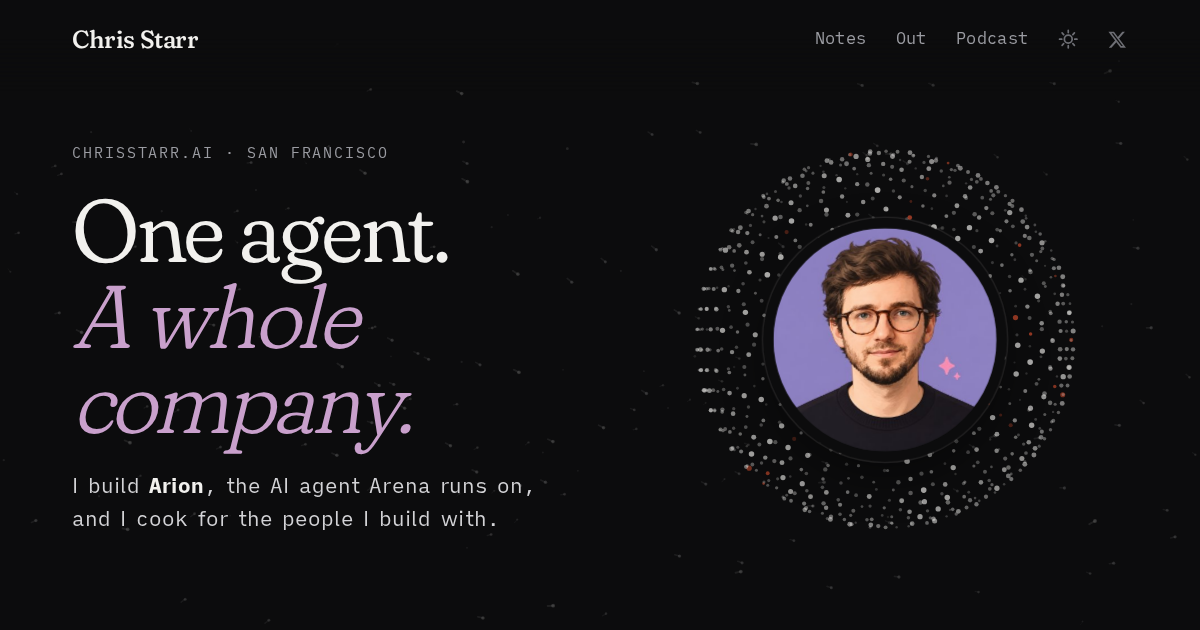 Chris Starr
Notes Out Podcast
CHRISSTARR.AI · SAN FRANCISCO
One agent.
A whole
company.
I build Arion, the AI agent Arena runs on,
and I cook for the people I build with.